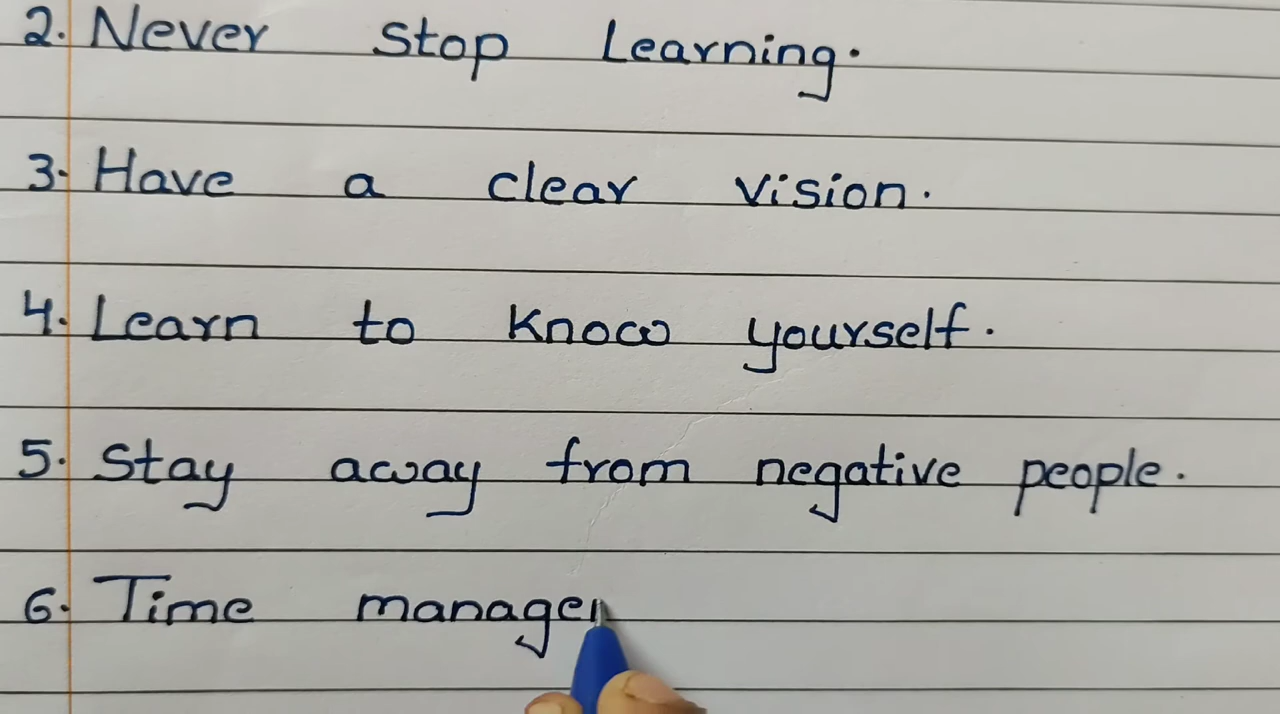 2. Never Stop Learning.
3. Have a clear vision.
4. Learn to know yourself.
5. Stay away from negative people.
6. Time manage